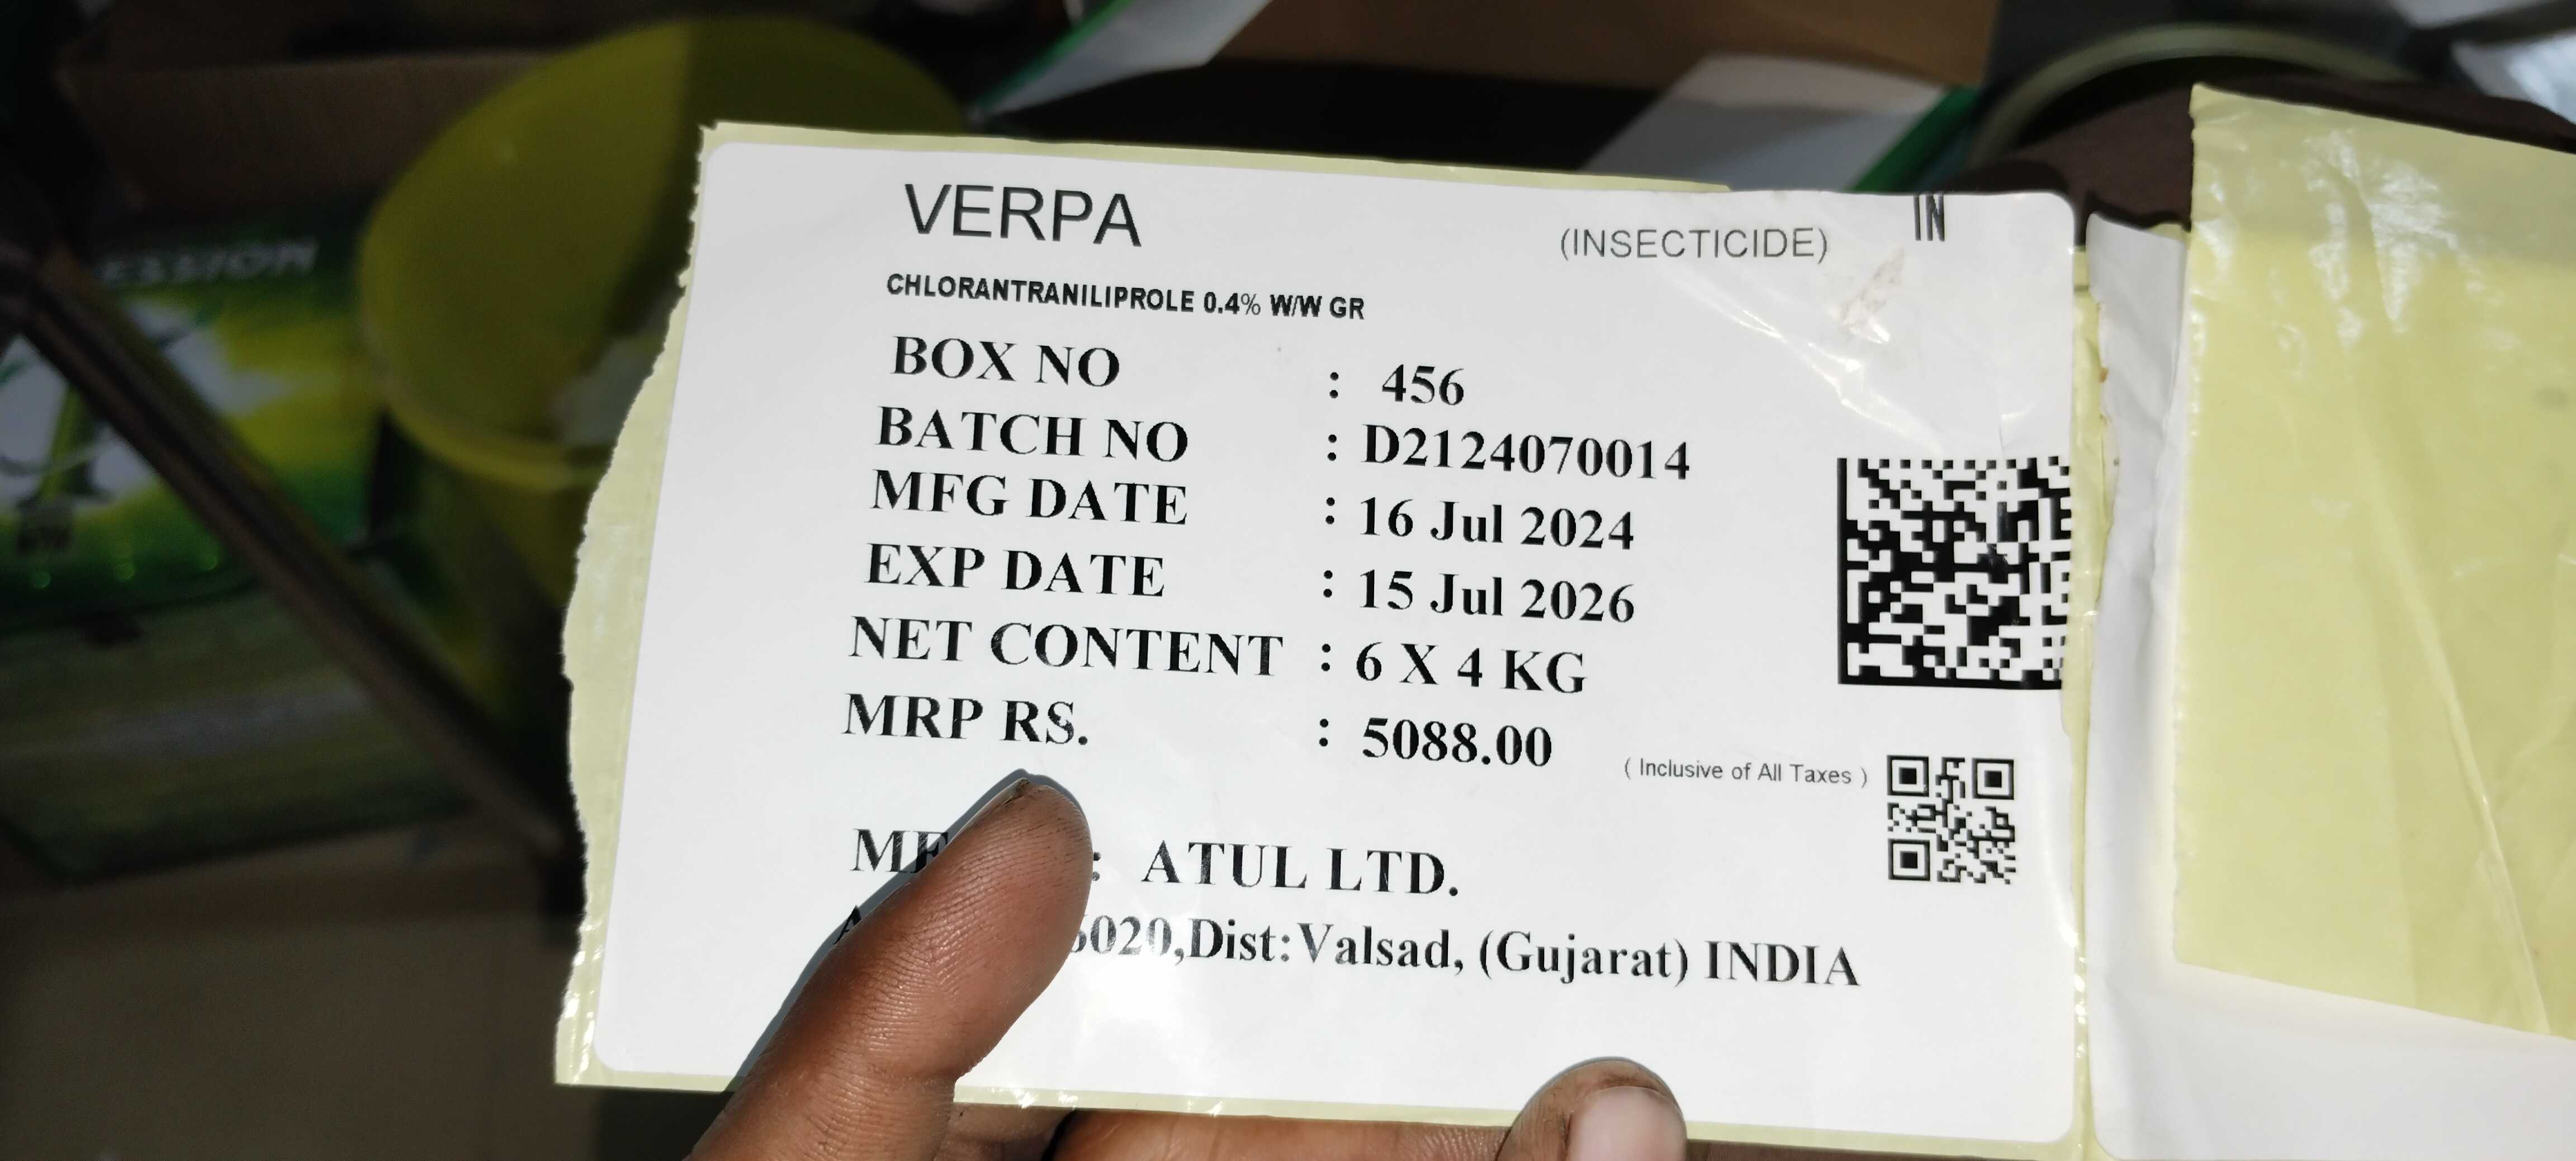 VERPA
(INSECTICIDE)
IN
CHLORANTRANILIPROLE 0.4% W/W GR
BOX NO : 456
BATCH NO : D2124070014
MFG DATE : 16 Jul 2024
EXP DATE : 15 Jul 2026
NET CONTENT : 6 X 4 KG
MRP RS. : 5088.00
( Inclusive of All Taxes )
: ATUL LTD.
020,Dist:Valsad, (Gujarat) INDIA